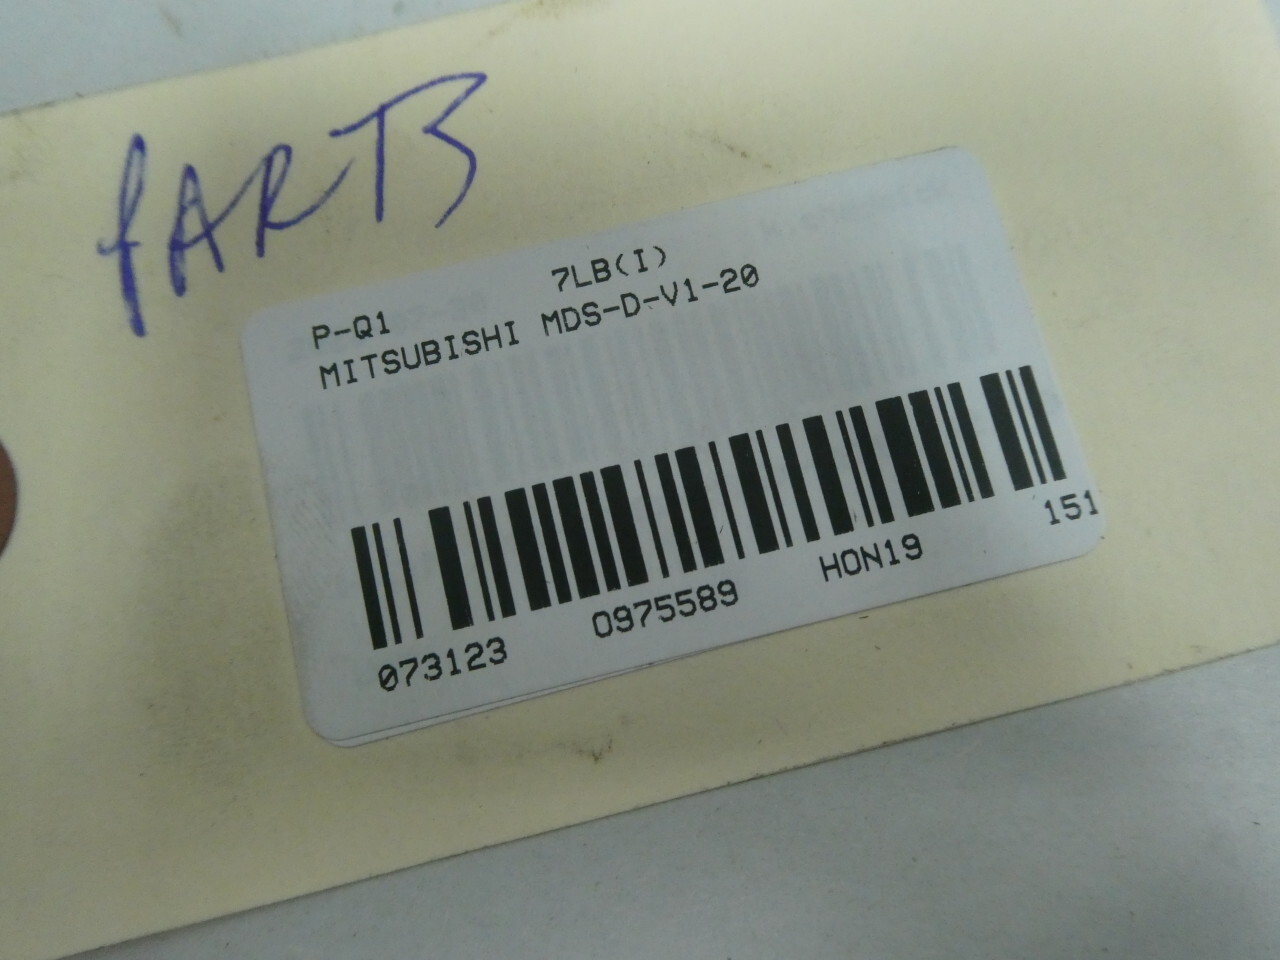 PARTS
P-Q1 7LB(I)
MITSUBISHI MDS-D-V1-20
073123 0975589 HON19 151